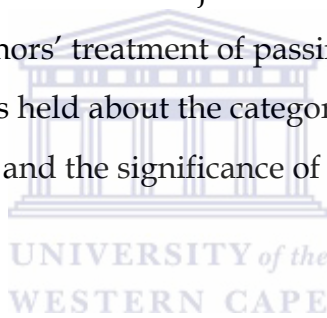 hors' treatment of passi
s held about the categor
and the significance of
UNIVERSITY of the
WESTERN CAPE